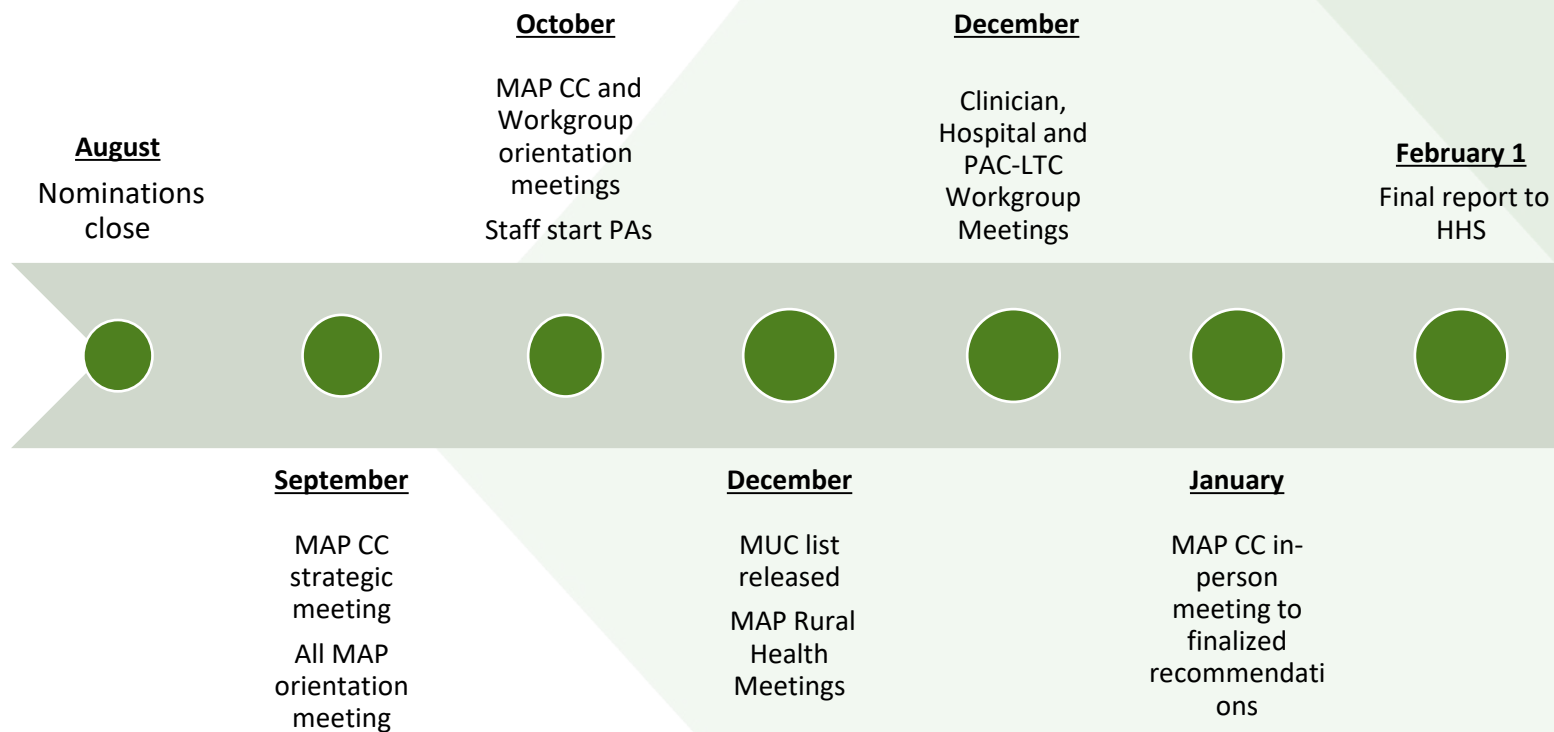 August
Nominations
close
September
MAP CC
strategic
meeting
All MAP
orientation
meeting
October
MAP CC and
Workgroup
orientation
meetings
Staff start PAs
December
MUC list
released
MAP Rural
Health
Meetings
December
Clinician,
Hospital and
PAC-LTC
Workgroup
Meetings
January
MAP CC in-
person
meeting to
finalized
recommendati
ons
February 1
Final report to
HHS